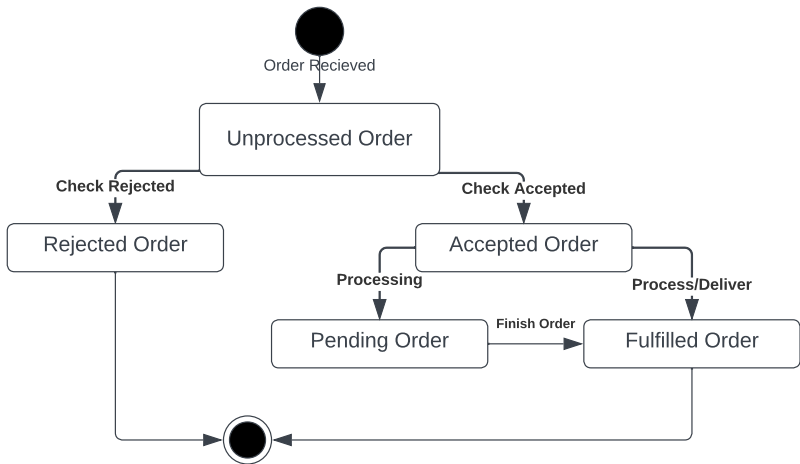 Order Recieved
Unprocessed Order
Check Rejected
Check Accepted
Rejected Order
Accepted Order
Processing
Process/Deliver
Pending Order
Finish Order
Fulfilled Order